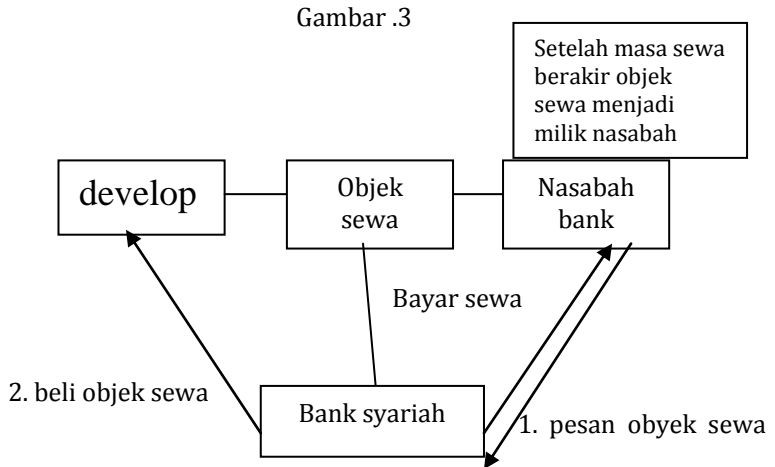 Gambar .3
Setelah masa sewa
berakir objek
sewa menjadi
milik nasabah
develop
Objek
sewa
Nasabah
bank
Bayar sewa
2. beli objek sewa
Bank syariah
1. pesan obyek sewa